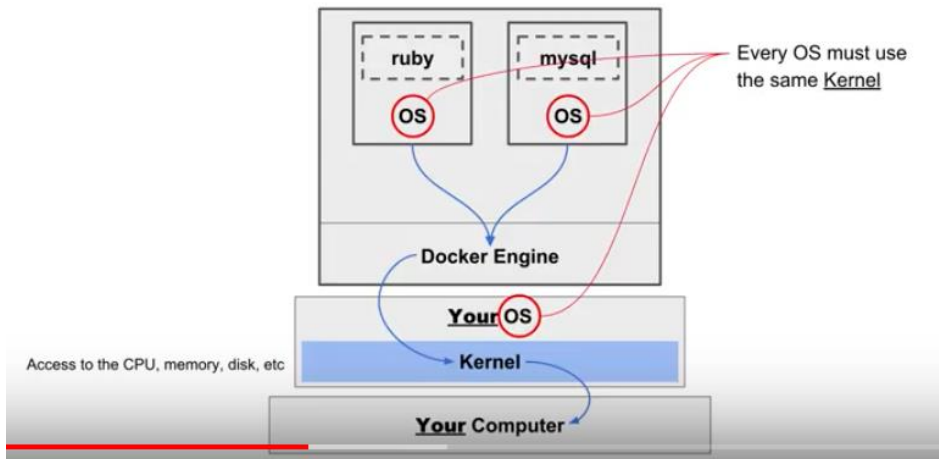 ruby
mysql
OS
OS
Every OS must use
the same Kernel
Docker Engine
Your OS
Kernel
Access to the CPU, memory, disk, etc
Your Computer